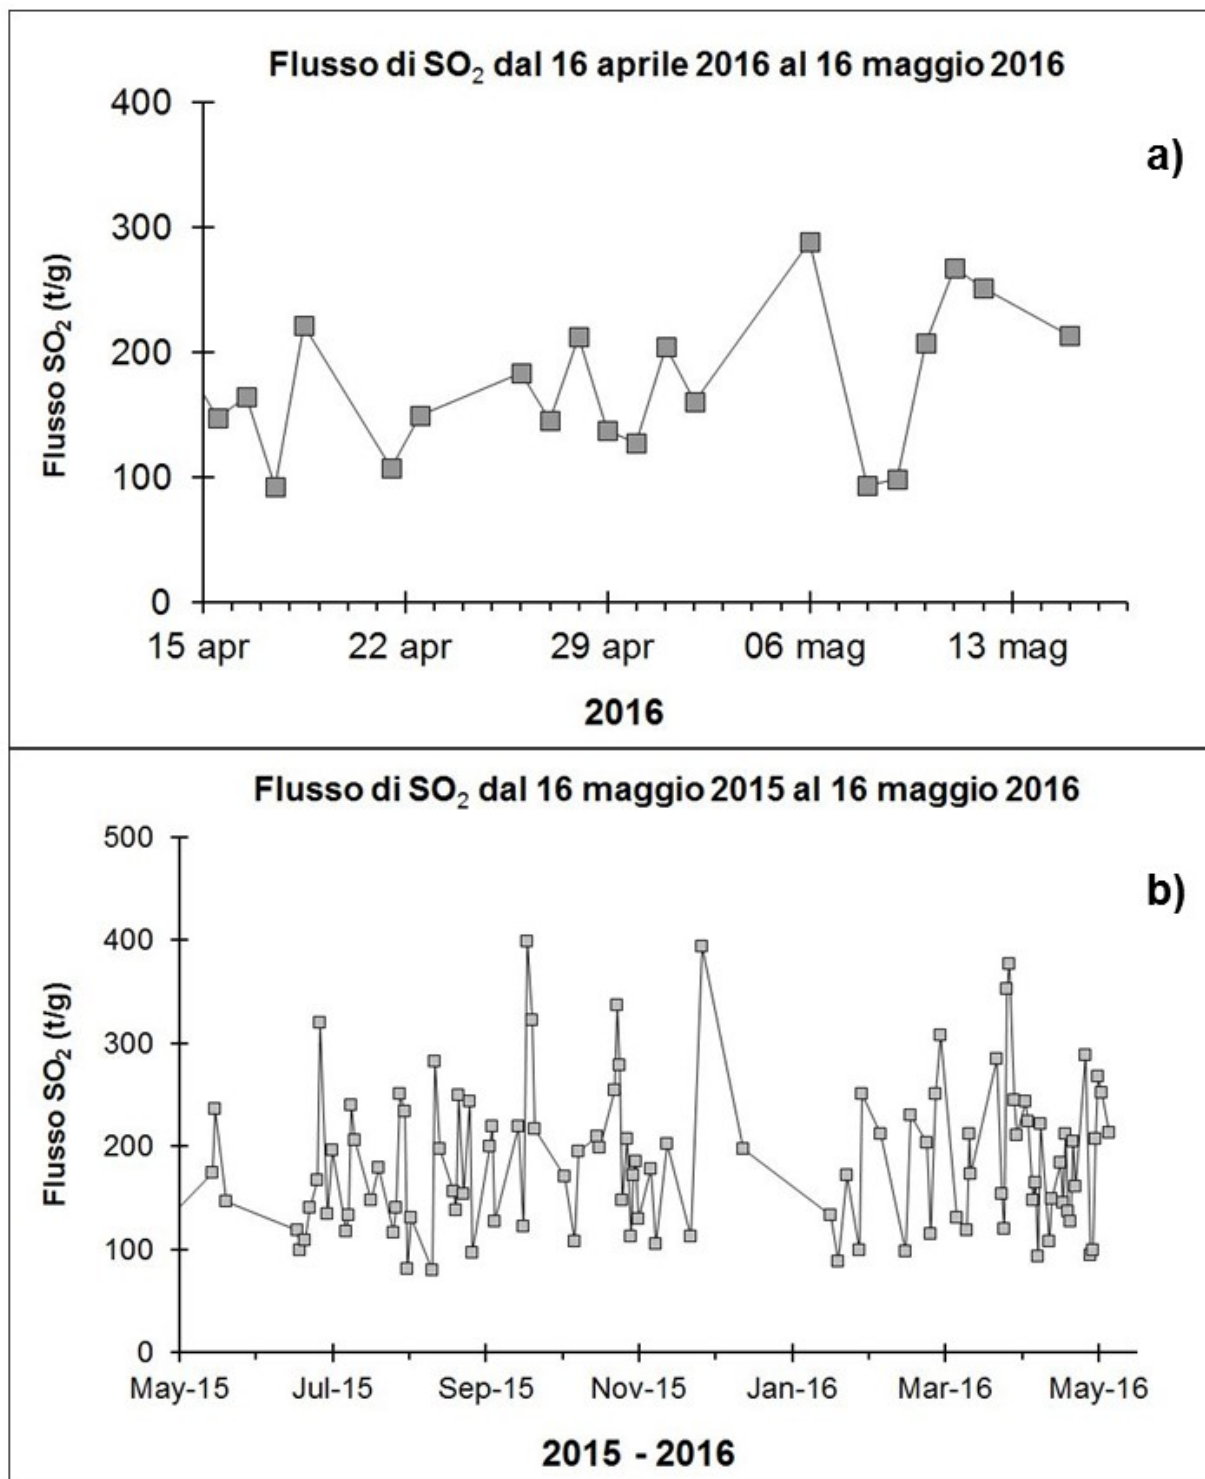 Flusso di SO₂ dal 16 aprile 2016 al 16 maggio 2016
a)
400
300
200
100
0
Flusso SO₂ (t/g)
15 apr 22 apr 29 apr 06 mag 13 mag
2016
Flusso di SO₂ dal 16 maggio 2015 al 16 maggio 2016
b)
500
400
300
200
100
0
Flusso SO₂ (t/g)
May-15 Jul-15 Sep-15 Nov-15 Jan-16 Mar-16 May-16
2015 - 2016